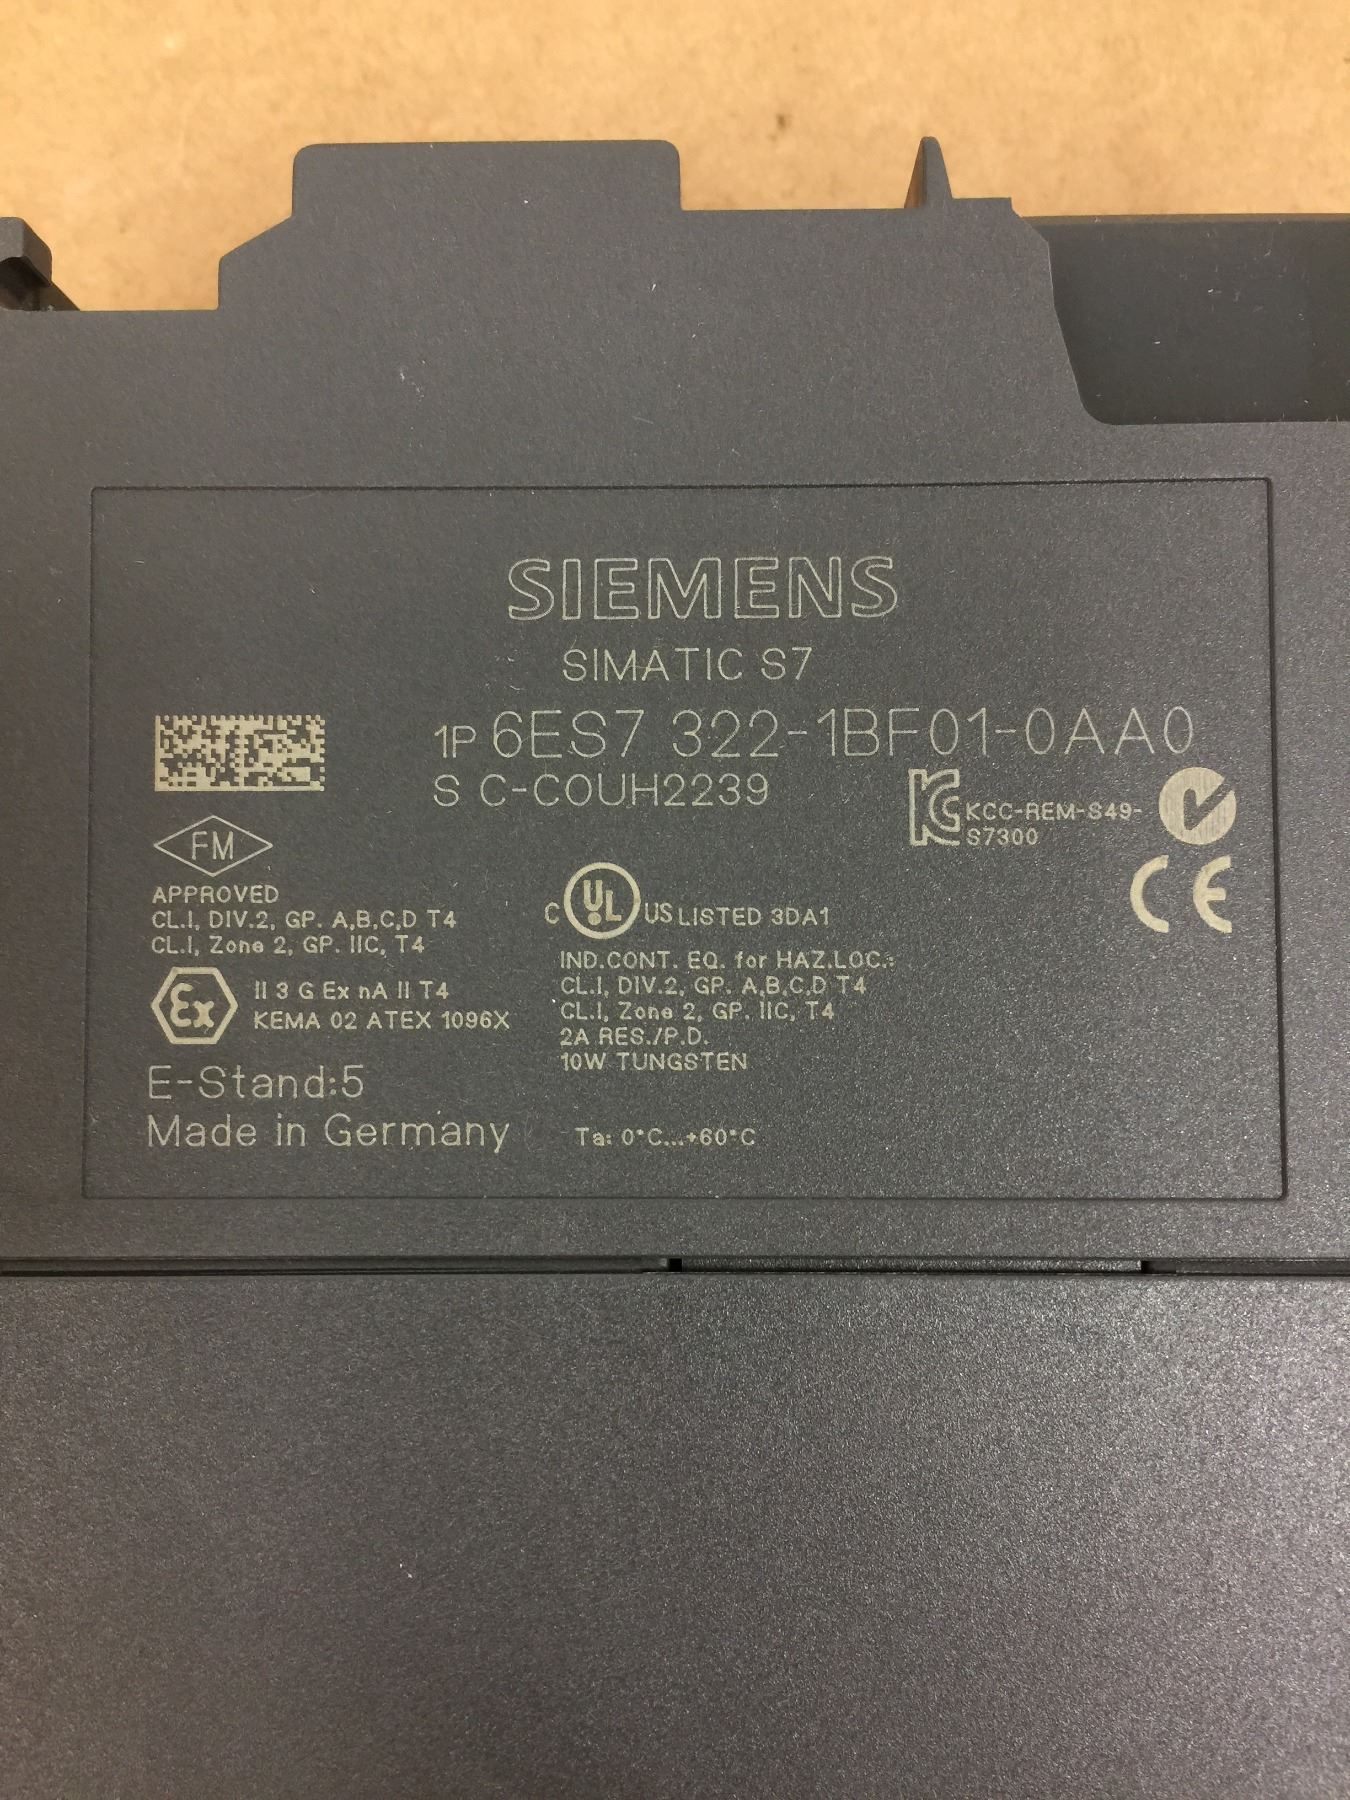 SIEMENS
SIMATIC S7
1P 6ES7 322-1BF01-0AA0
S C-C0UH2239
KCC-REM-S49-
S7300
FM
APPROVED
CL.I, DIV.2, GP. A,B,C,D T4
CL.I, Zone 2, GP. IIC, T4
Ex II 3 G Ex nA II T4
KEMA 02 ATEX 1096X
E-Stand:5
Made in Germany
C UL US LISTED 3DA1
IND.CONT. EQ. for HAZ.LOC.:
CL.I, DIV.2, GP. A,B,C,D T4
CL.I, Zone 2, GP. IIC, T4
2A RES./P.D.
10W TUNGSTEN
Ta: 0°C...+60°C
CE